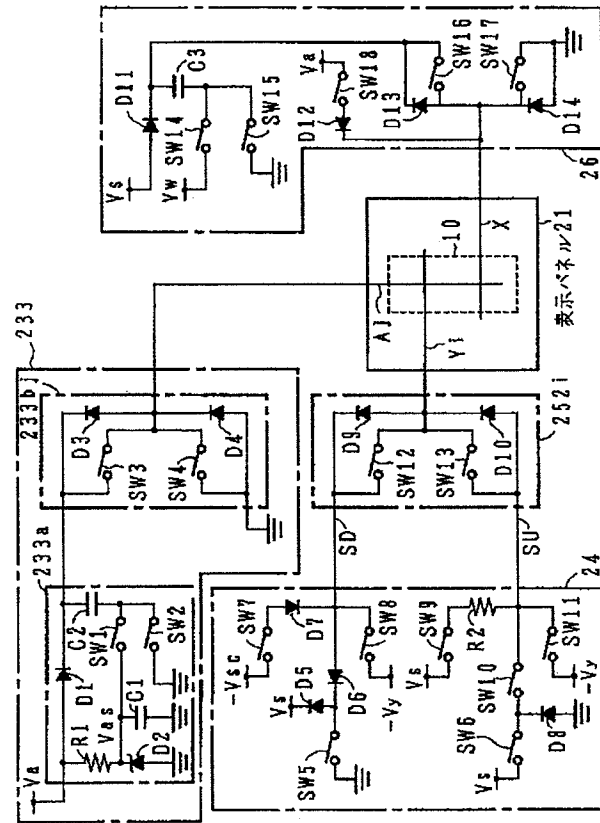 Va
R1
D1
Vas
D2
C1
C2
SW1
SW2
233a
233
233bj
D3
SW3
SW4
D4
Aj
Vs
D11
C3
SW14
Vw
SW15
Va
SW18
D12
D13
SW16
SW17
D14
26
10
X
Yi
表示パネル21
D9
SW12
SW13
D10
252i
SD
SU
-Vsc
SW7
D7
Vs
D5
D6
SW5
SW8
-Vy
Vs
SW9
R2
SW10
SW6
Vs
D8
SW11
-Vy
24